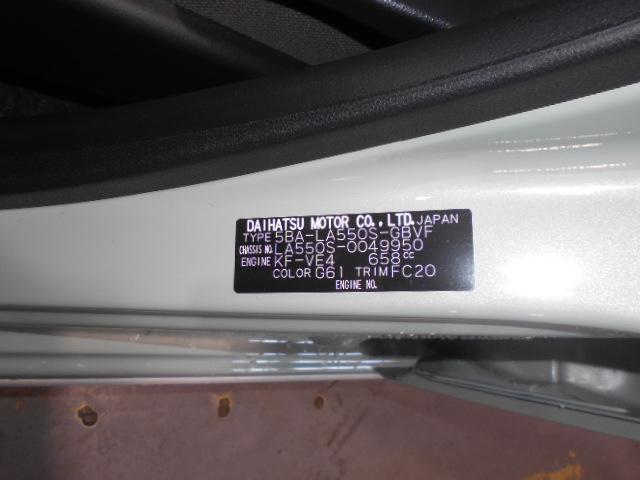 DAIHATSU MOTOR CO., LTD. JAPAN
TYPE 5BA-LA550S-GBVF
CHASSIS NO. LA550S-0049950
ENGINE KF-VE4 658cc
COLOR G61 TRIM FC20
ENGINE NO.